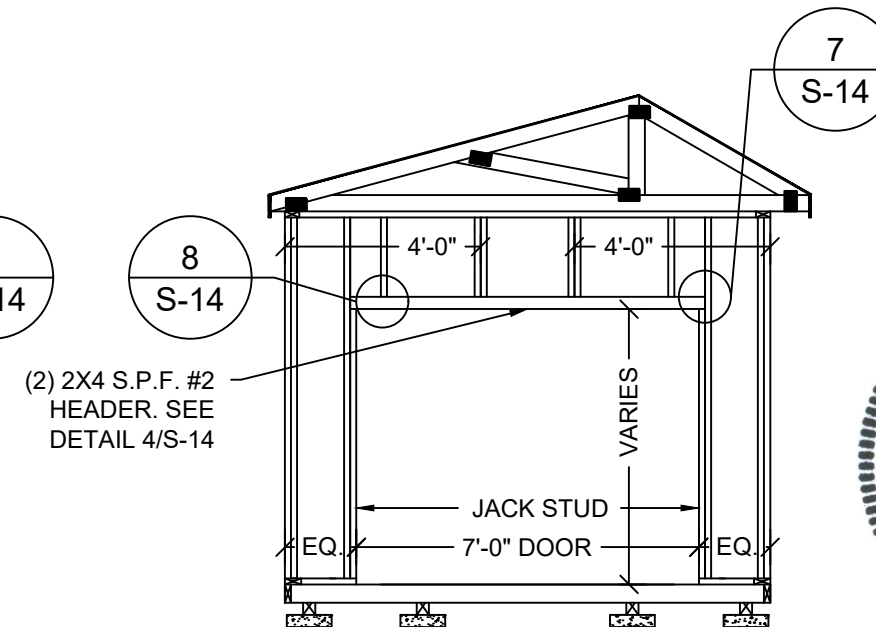 7
S-14
8
S-14
14
4'-0"
4'-0"
(2) 2X4 S.P.F. #2
HEADER. SEE
DETAIL 4/S-14
VARIES
JACK STUD
EQ.
7'-0" DOOR
EQ.